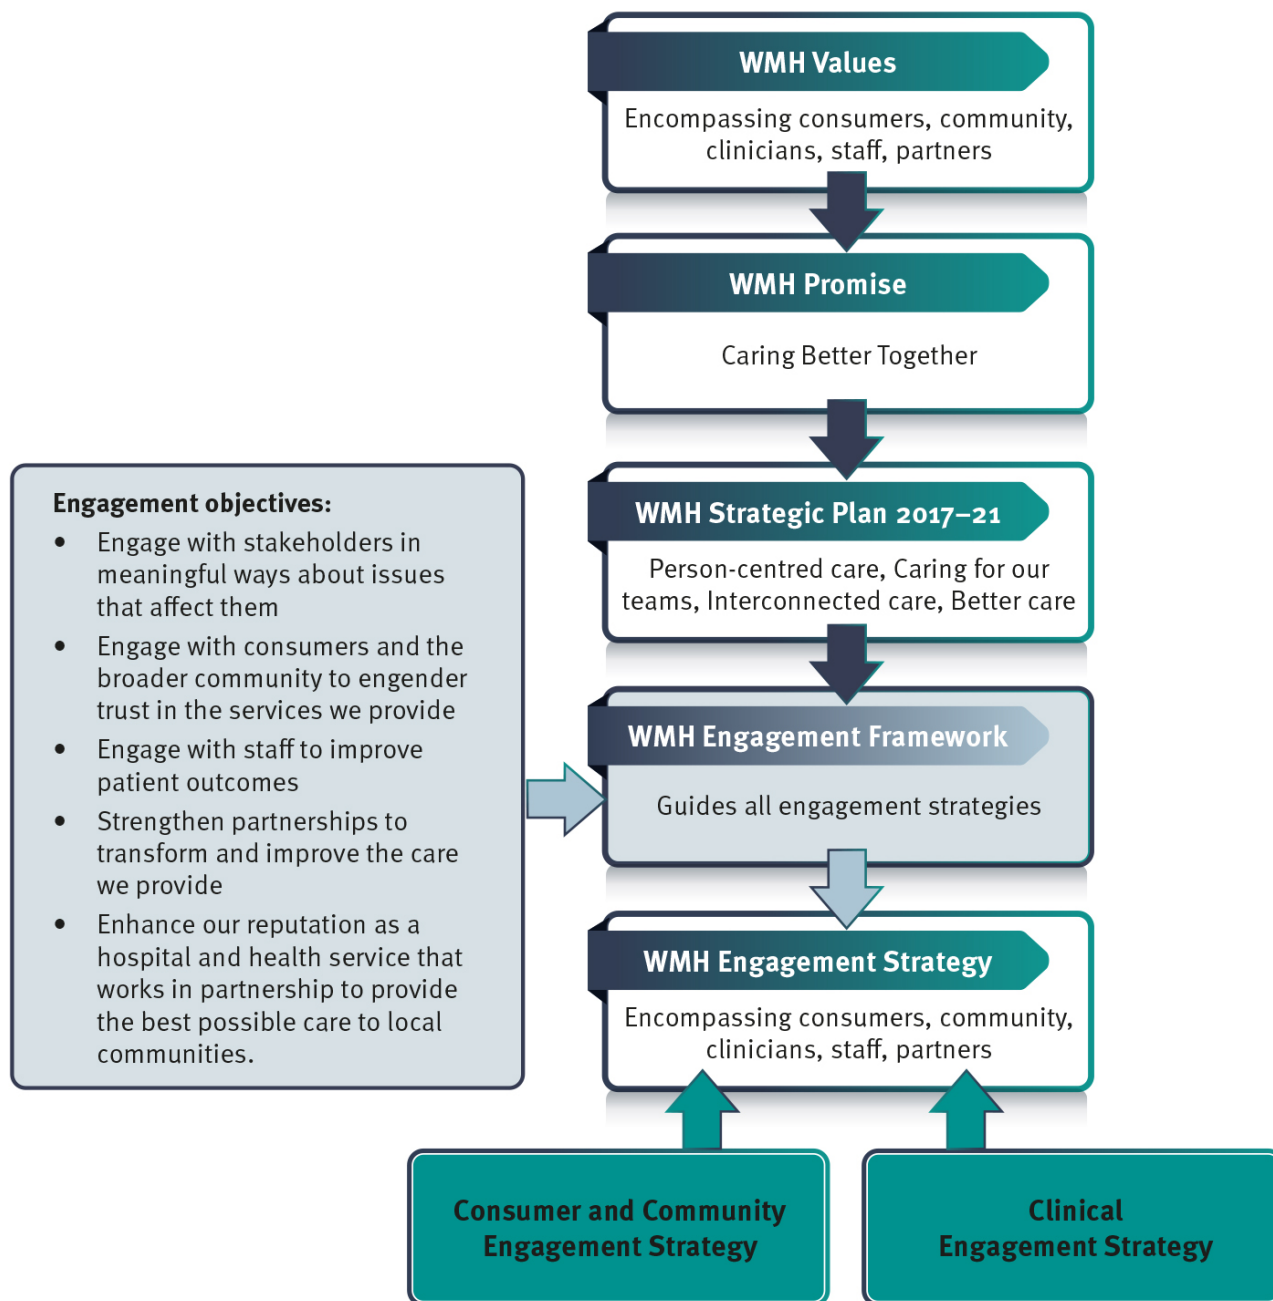 WMH Values
Encompassing consumers, community,
clinicians, staff, partners
WMH Promise
Caring Better Together
WMH Strategic Plan 2017–21
Person-centred care, Caring for our
teams, Interconnected care, Better care
Engagement objectives:
• Engage with stakeholders in
meaningful ways about issues
that affect them
• Engage with consumers and the
broader community to engender
trust in the services we provide
• Engage with staff to improve
patient outcomes
• Strengthen partnerships to
transform and improve the care
we provide
• Enhance our reputation as a
hospital and health service that
works in partnership to provide
the best possible care to local
communities.
WMH Engagement Framework
Guides all engagement strategies
WMH Engagement Strategy
Encompassing consumers, community,
clinicians, staff, partners
Consumer and Community
Engagement Strategy
Clinical
Engagement Strategy